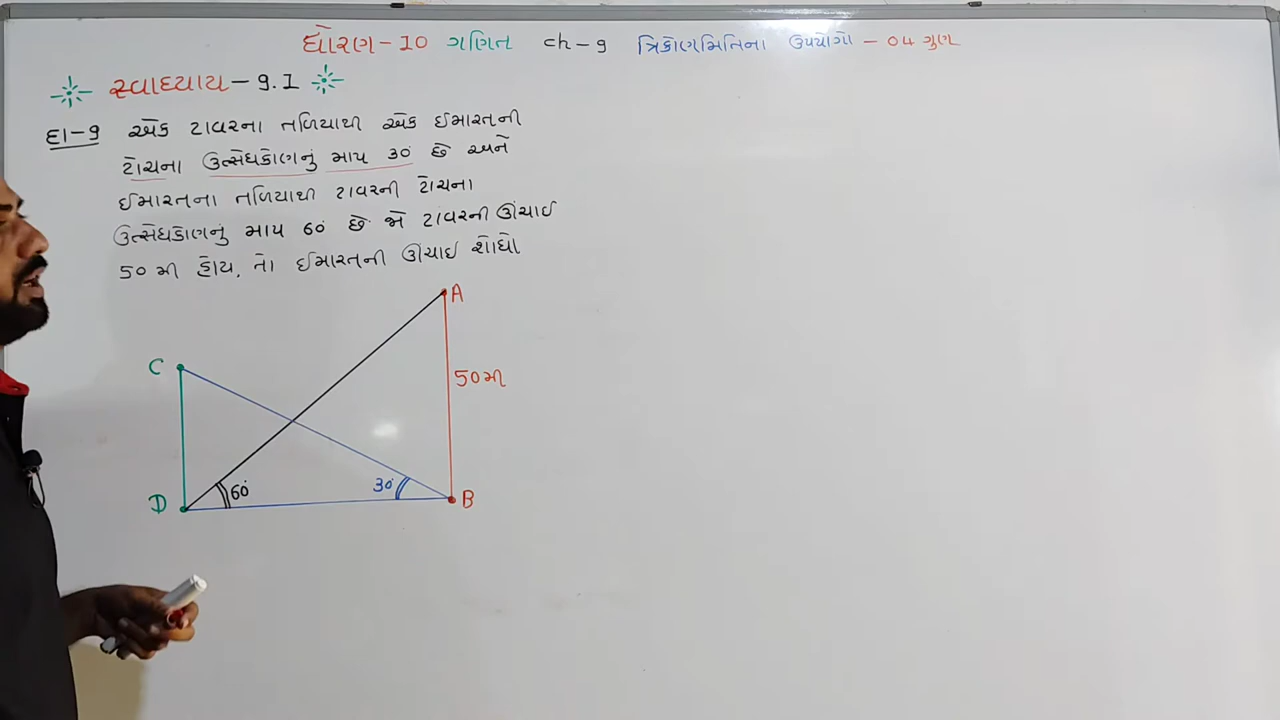 ધોરણ-10 ગણિત ch-9 ત્રિકોણમિતિના ઉપયોગો - 04 ગુણ
સ્વાધ્યાય-9.I
દા-9 એક ટાવરના તળિયાથી એક ઈમારતની
ટોચના ઉત્સેધકોણનું માપ 30° છે અને
ઈમારતના તળિયાથી ટાવરની ટોચના
ઉત્સેધકોણનું માપ 60° છે. જો ટાવરની ઊંચાઈ
50 મી હોય, તો ઈમારતની ઊંચાઈ શોધો
A
C
50મી
60°
30°
D
B